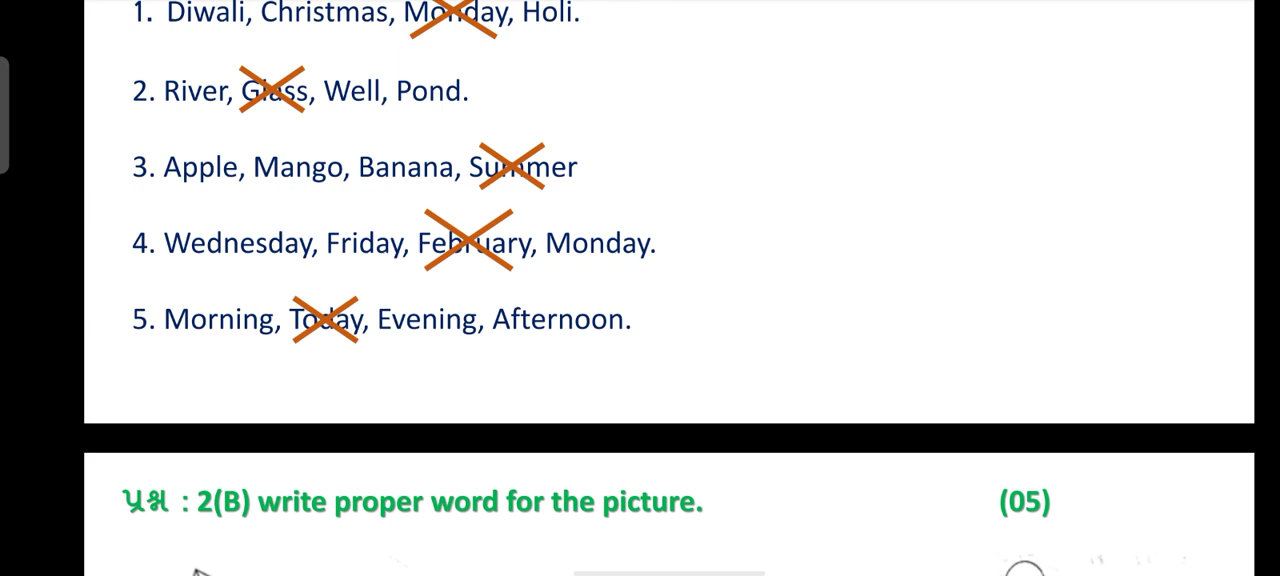 1. Diwali, Christmas, Monday, Holi.
2. River, Glass, Well, Pond.
3. Apple, Mango, Banana, Summer
4. Wednesday, Friday, February, Monday.
5. Morning, Today, Evening, Afternoon.
પ્રશ્ન : 2(B) write proper word for the picture. (05)